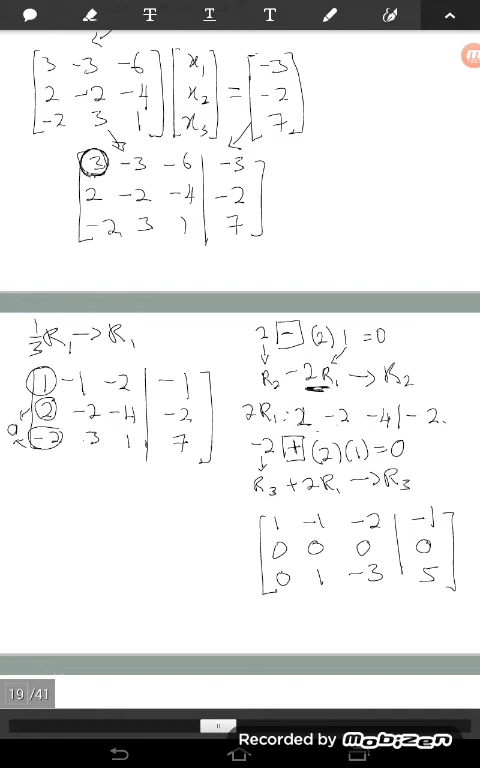 [3 -3 -6] [x₁] = [-3]
[2 -2 -4] [x₂] = [-2]
[-2 3 1] [x₃] = [7]
[3 -3 -6 | -3]
[2 -2 -4 | -2]
[-2 3 1 | 7]
1/3 R₁ → R₁
[1 -1 -2 | -1]
[2 -2 -4 | -2]
0
[-2 3 1 | 7]
2 - (2) 1 = 0
R₂ - 2R₁ → R₂
2R₁: 2 -2 -4 | -2.
-2 + (2)(1) = 0
R₃ + 2R₁ → R₃
[1 -1 -2 | -1]
[0 0 0 | 0]
[0 1 -3 | 5]
19 /41
Recorded by Mobizen